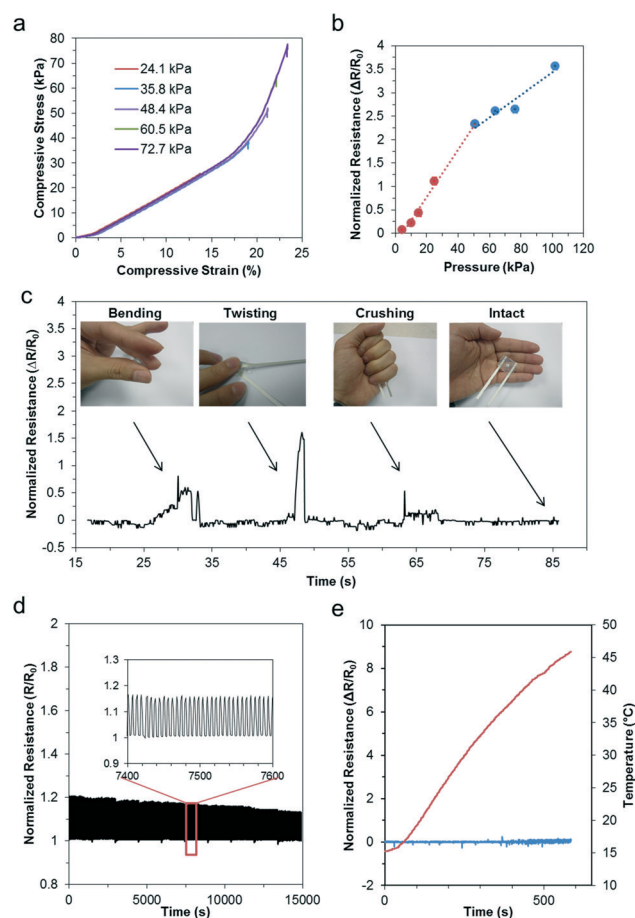 a
80
70
60
50
40
30
20
10
0
Compressive Stress (kPa)
24.1 kPa
35.8 kPa
48.4 kPa
60.5 kPa
72.7 kPa
0 5 10 15 20 25
Compressive Strain (%)
b
4
3.5
3
2.5
2
1.5
1
0.5
0
Normalized Resistance (ΔR/R0)
0 20 40 60 80 100 120
Pressure (kPa)
c
4
3.5
3
2.5
2
1.5
1
0.5
0
-0.5
Normalized Resistance (ΔR/R0)
Bending Twisting Crushing Intact
15 25 35 45 55 65 75 85
Time (s)
d
2
1.8
1.6
1.4
1.2
1
0.8
Normalized Resistance (R/R0)
1.3
1.2
1.1
1
0.9
7400 7500 7600
0 5000 10000 15000
Time (s)
e
10
8
6
4
2
0
-2
Normalized Resistance (ΔR/R0)
50
45
40
35
30
25
20
15
10
Temperature (°C)
0 500
Time (s)